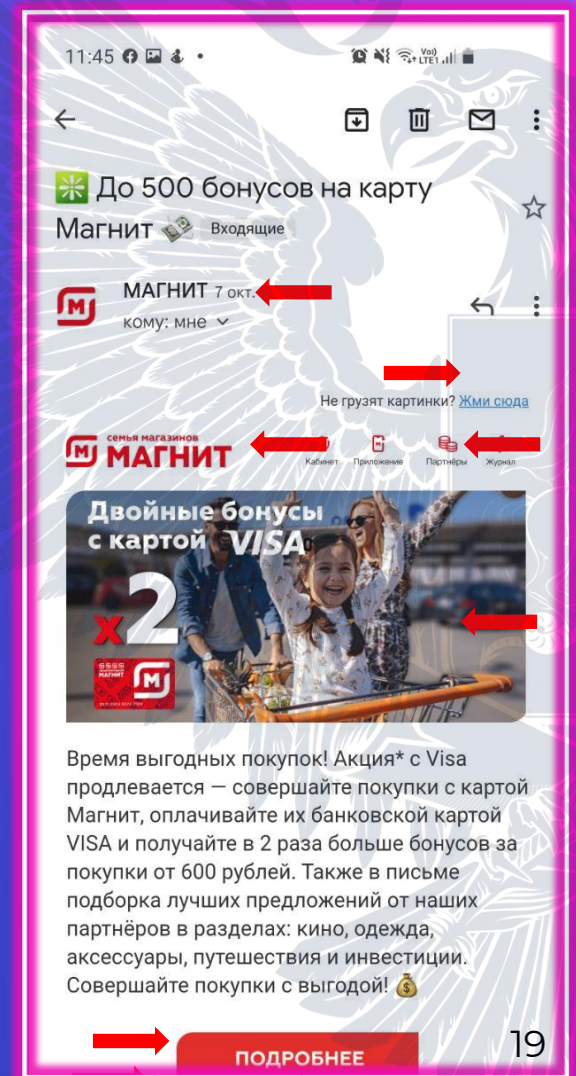 11:45
Vo)) LTE1
До 500 бонусов на карту
Магнит Входящие
МАГНИТ 7 окт.
кому: мне
Не грузят картинки? Жми сюда
семья магазинов
МАГНИТ
Кабинет Приложение Партнёры Журнал
Двойные бонусы
с картой VISA
x2
МАГНИТ
М
Время выгодных покупок! Акция* с Visa
продлевается — совершайте покупки с картой
Магнит, оплачивайте их банковской картой
VISA и получайте в 2 раза больше бонусов за
покупки от 600 рублей. Также в письме
подборка лучших предложений от наших
партнёров в разделах: кино, одежда,
аксессуары, путешествия и инвестиции.
Совершайте покупки с выгодой!
ПОДРОБНЕЕ
19